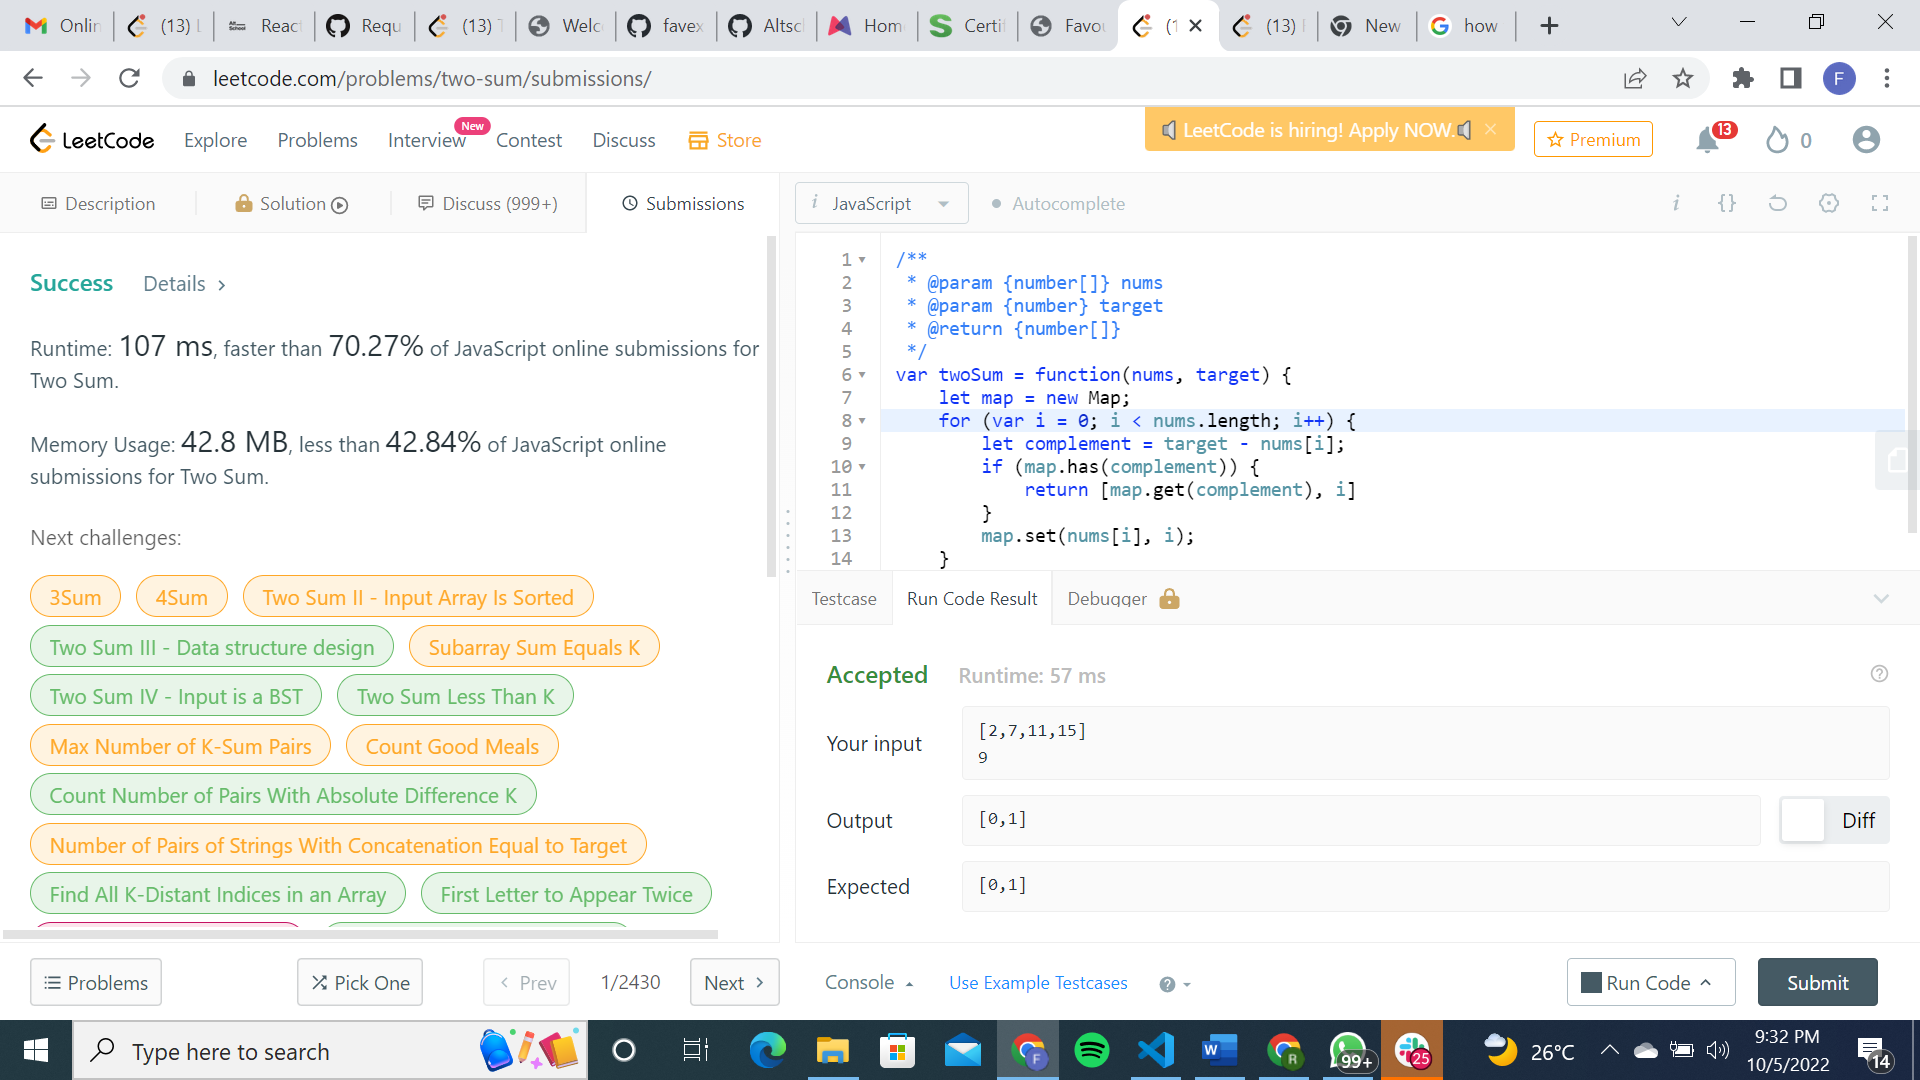 Onlin
(13) L
React
Requ
(13) T
Welc
favex
Altsch
Hom
Certif
Favou
(1
(13)
New
how
leetcode.com/problems/two-sum/submissions/
F
LeetCode
Explore
Problems
Interview
New
Contest
Discuss
Store
LeetCode is hiring! Apply NOW.
Premium
13
0
Description
Solution
Discuss (999+)
Submissions
i JavaScript
Autocomplete
i {}
Success Details >
Runtime: 107 ms, faster than 70.27% of JavaScript online submissions for
Two Sum.
Memory Usage: 42.8 MB, less than 42.84% of JavaScript online
submissions for Two Sum.
Next challenges:
3Sum
4Sum
Two Sum II - Input Array Is Sorted
Two Sum III - Data structure design
Subarray Sum Equals K
Two Sum IV - Input is a BST
Two Sum Less Than K
Max Number of K-Sum Pairs
Count Good Meals
Count Number of Pairs With Absolute Difference K
Number of Pairs of Strings With Concatenation Equal to Target
Find All K-Distant Indices in an Array
First Letter to Appear Twice
Problems
Pick One
< Prev
1/2430
Next >
1 /**
2  * @param {number[]} nums
3  * @param {number} target
4  * @return {number[]}
5  */
6 var twoSum = function(nums, target) {
7     let map = new Map;
8     for (var i = 0; i < nums.length; i++) {
9         let complement = target - nums[i];
10         if (map.has(complement)) {
11             return [map.get(complement), i]
12         }
13         map.set(nums[i], i);
14     }
Testcase
Run Code Result
Debugger
Accepted Runtime: 57 ms
Your input
[2,7,11,15]
9
Output
[0,1]
Diff
Expected
[0,1]
Console
Use Example Testcases
Run Code
Submit
Type here to search
F
W
R
99+
25
26°C
9:32 PM
10/5/2022
14